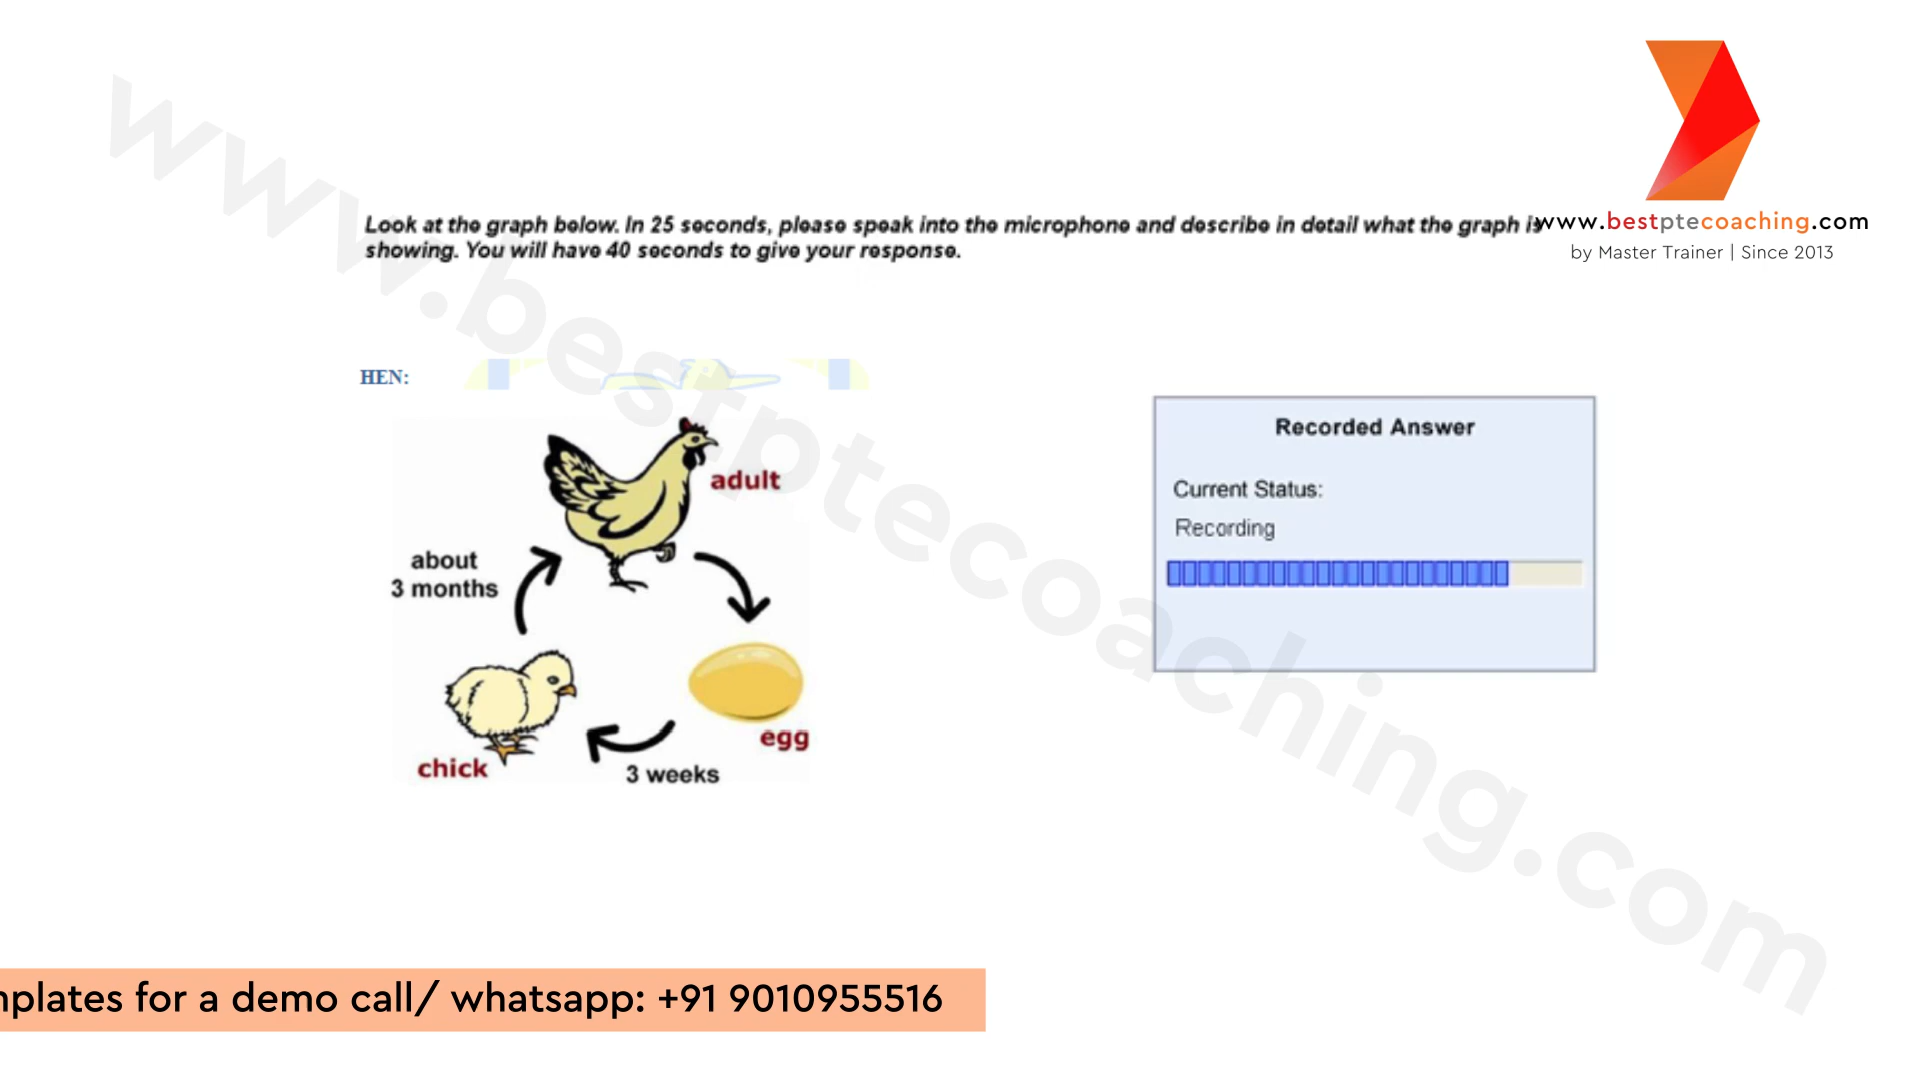 Look at the graph below. In 25 seconds, please speak into the microphone and describe in detail what the graph is
showing. You will have 40 seconds to give your response.
www.bestptecoaching.com
by Master Trainer | Since 2013
HEN:
adult
about
3 months
egg
chick
3 weeks
Recorded Answer
Current Status:
Recording
www.bestptecoaching.com
for a demo call/ whatsapp: +91 9010955516